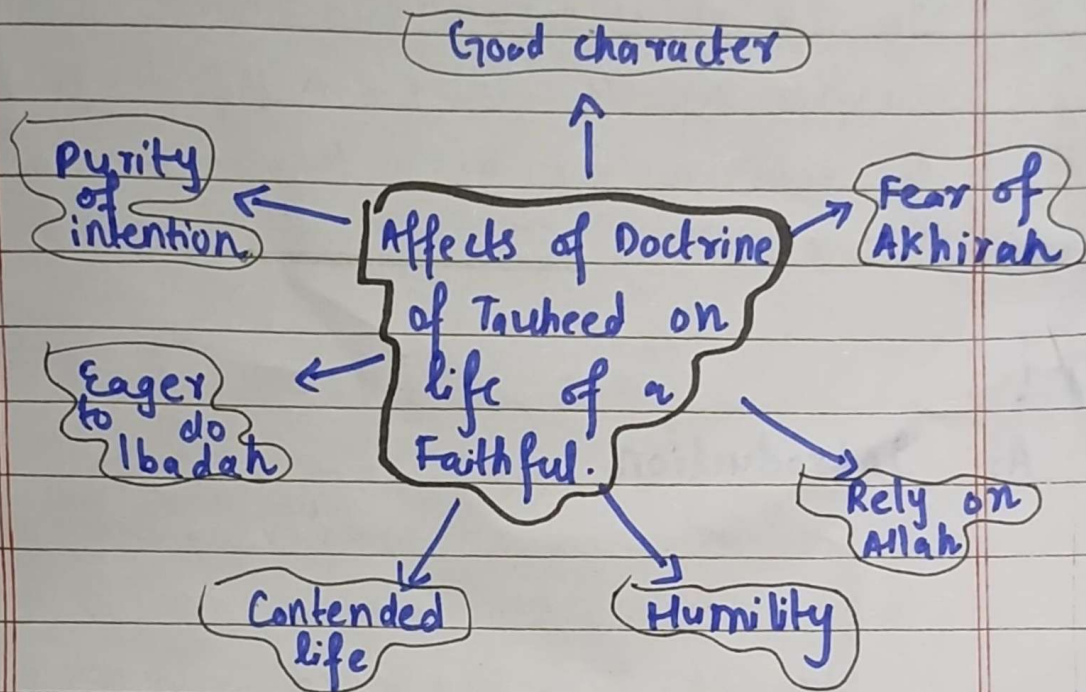 Good character
Purity
of
intention
Affects of Doctrine
of Tauheed on
life of a
Faithful.
Fear of
Akhirah
Eager
to do
Ibadah
Rely on
Allah
Contended
life
Humility